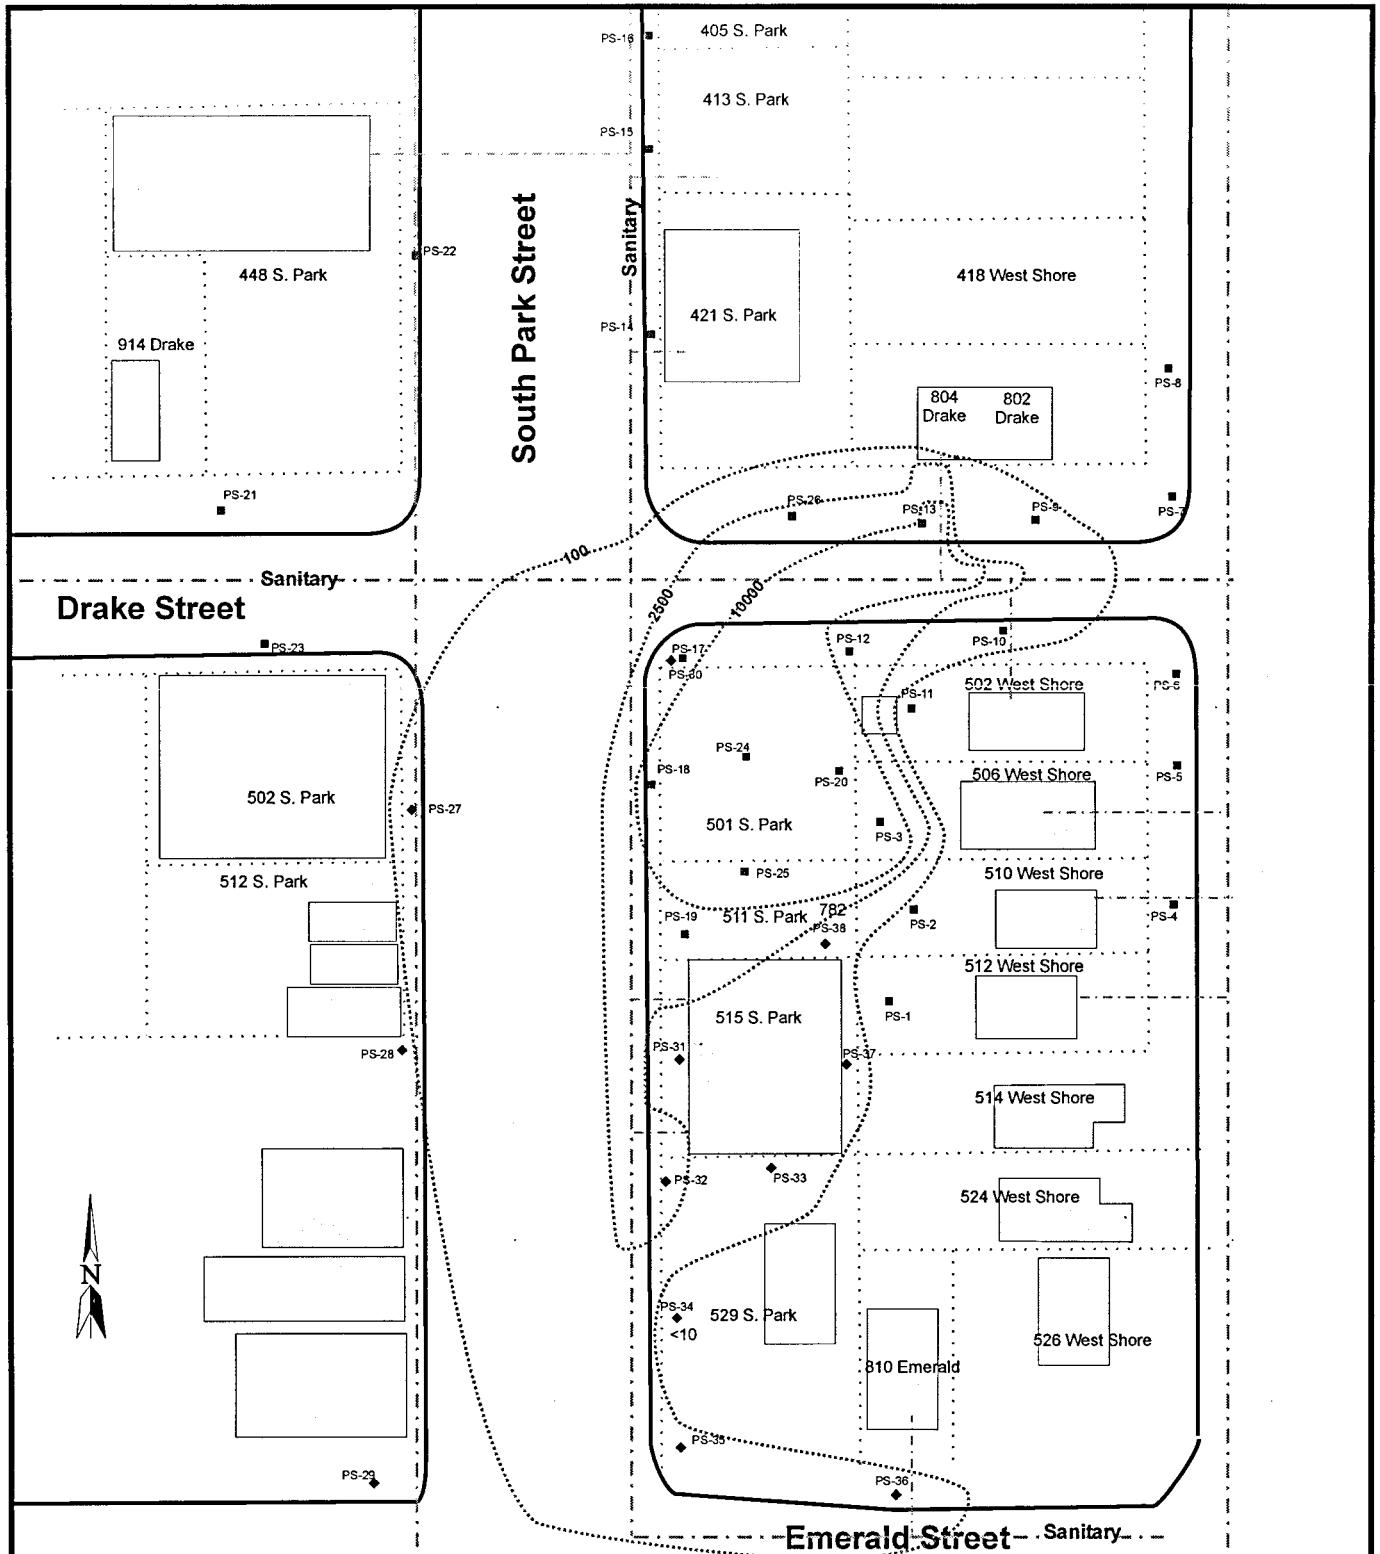 PS-16
405 S. Park
413 S. Park
PS-15
South Park Street
Sanitary
PS-22
448 S. Park
418 West Shore
PS-14
421 S. Park
914 Drake
PS-8
804
Drake
802
Drake
PS-21
PS-26
PS-13
PS-9
PS-7
100
Sanitary
Drake Street
2500
10000
PS-23
PS-17
PS-30
PS-12
PS-10
PS-6
502 West Shore
PS-11
PS-24
PS-18
PS-20
PS-5
506 West Shore
502 S. Park
PS-27
501 S. Park
PS-3
512 S. Park
PS-25
510 West Shore
PS-19
511 S. Park
782
PS-38
PS-2
PS-4
512 West Shore
515 S. Park
PS-1
PS-28
PS-31
PS-37
514 West Shore
PS-32
PS-33
524 West Shore
N
PS-34
<10
529 S. Park
526 West Shore
810 Emerald
PS-35
PS-29
PS-36
Emerald Street
Sanitary